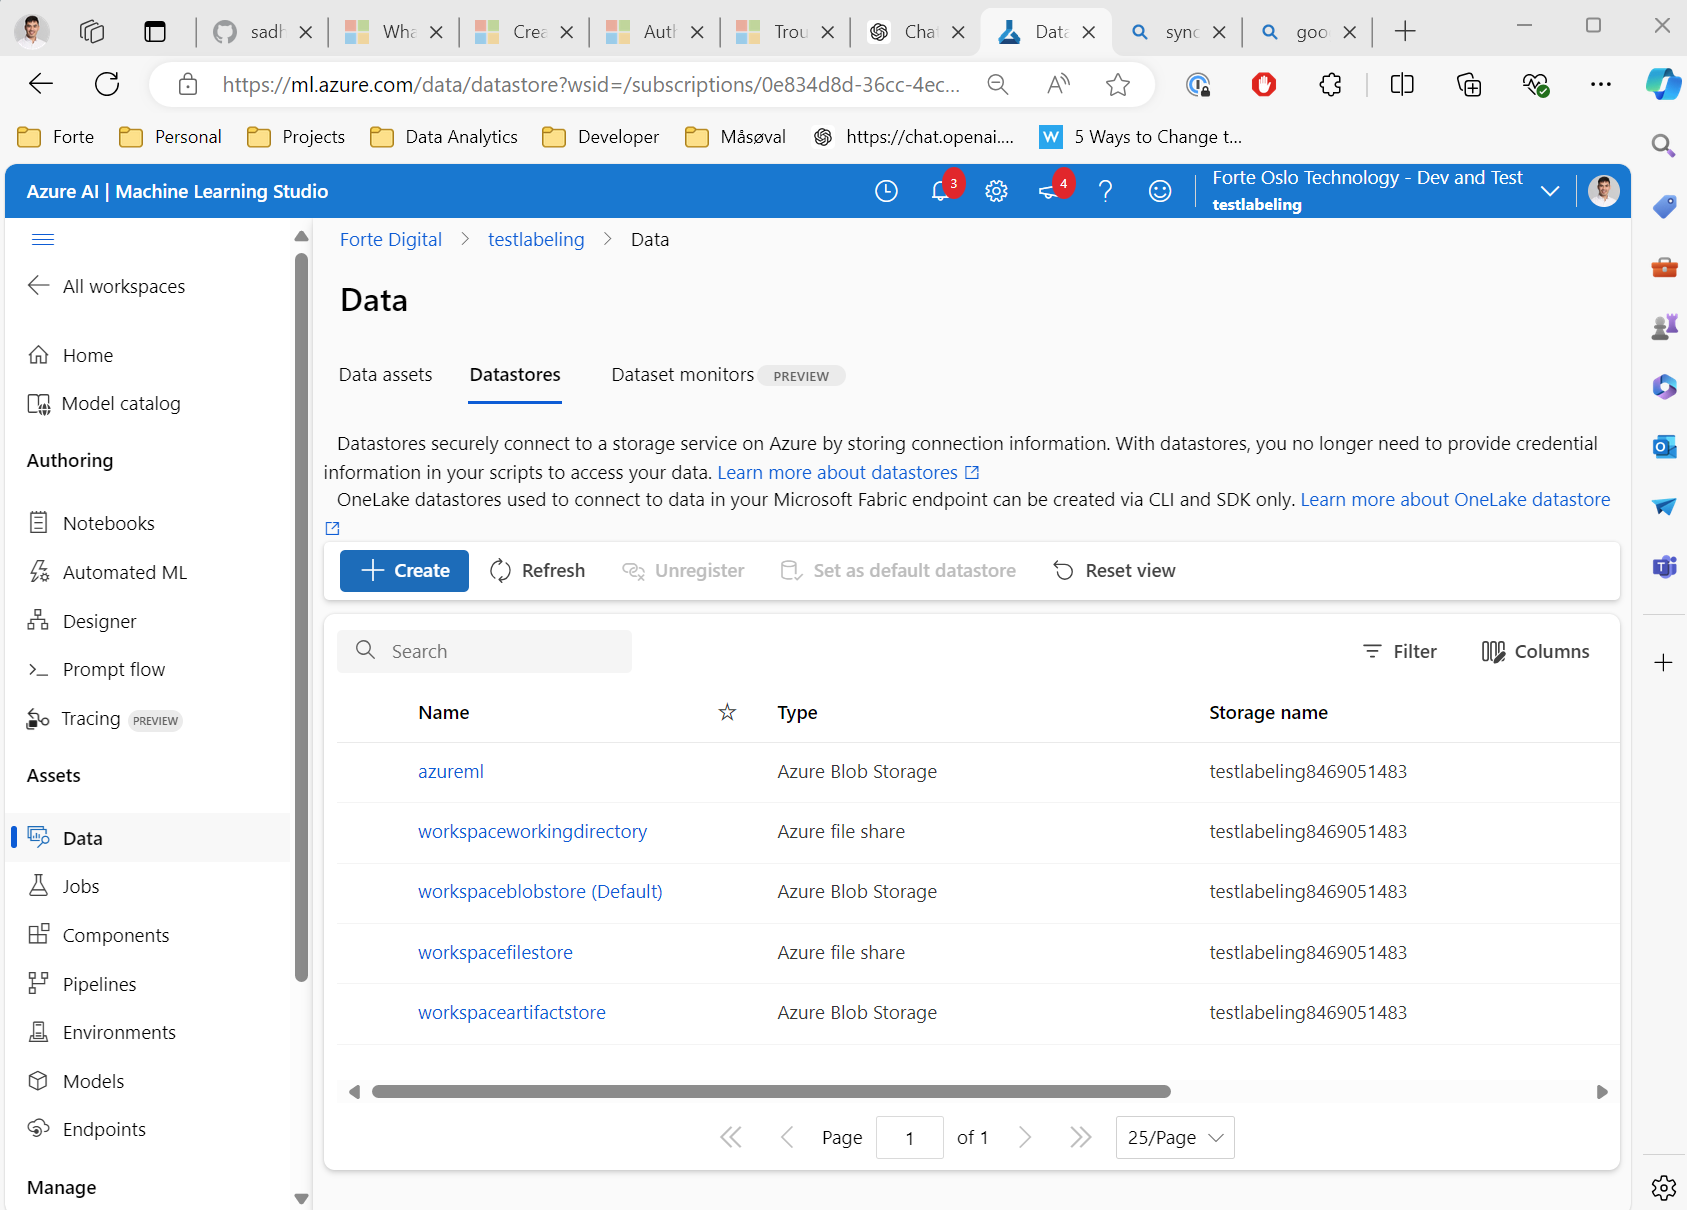 sadh
Wha
Crea
Auth
Trou
Chat
Data
sync
goo
https://ml.azure.com/data/datastore?wsid=/subscriptions/0e834d8d-36cc-4ec...
Forte
Personal
Projects
Data Analytics
Developer
Måsøval
https://chat.openai....
5 Ways to Change t...
Azure AI | Machine Learning Studio
3
4
Forte Oslo Technology - Dev and Test
testlabeling
All workspaces
Home
Model catalog
Authoring
Notebooks
Automated ML
Designer
Prompt flow
Tracing PREVIEW
Assets
Data
Jobs
Components
Pipelines
Environments
Models
Endpoints
Manage
Forte Digital > testlabeling > Data
Data
Data assets
Datastores
Dataset monitors PREVIEW
Datastores securely connect to a storage service on Azure by storing connection information. With datastores, you no longer need to provide credential
information in your scripts to access your data. Learn more about datastores
OneLake datastores used to connect to data in your Microsoft Fabric endpoint can be created via CLI and SDK only. Learn more about OneLake datastore
Create
Refresh
Unregister
Set as default datastore
Reset view
Search
Filter
Columns
Name Type Storage name
azureml Azure Blob Storage testlabeling8469051483
workspaceworkingdirectory Azure file share testlabeling8469051483
workspaceblobstore (Default) Azure Blob Storage testlabeling8469051483
workspacefilestore Azure file share testlabeling8469051483
workspaceartifactstore Azure Blob Storage testlabeling8469051483
Page 1 of 1
25/Page